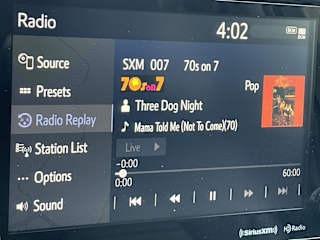 Radio
4:02
Source
Presets
Radio Replay
Station List
Options
Sound
SXM 007 70s on 7
70s on 7
Pop
Three Dog Night
Mama Told Me (Not To Come)(70)
Live
-0:00
0:00
60:00
SiriusXM
HD Radio